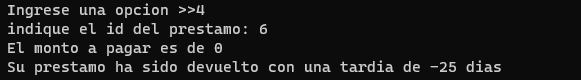 Ingrese una opcion >>4
indique el id del prestamo: 6
El monto a pagar es de 0
Su prestamo ha sido devuelto con una tardia de -25 dias